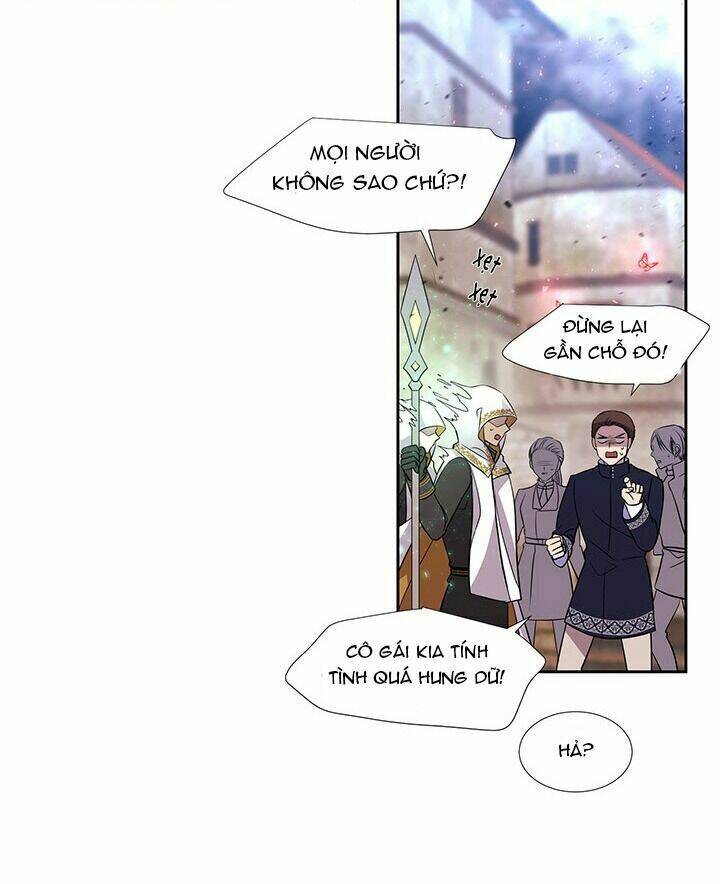 MỌI NGƯỜI
KHÔNG SAO CHỨ?!
XẸT
XẸT
ĐỪNG LẠI
GẦN CHỖ ĐÓ!
CÔ GÁI KIA TÍNH
TÌNH QUÁ HUNG DỮ!
HẢ?